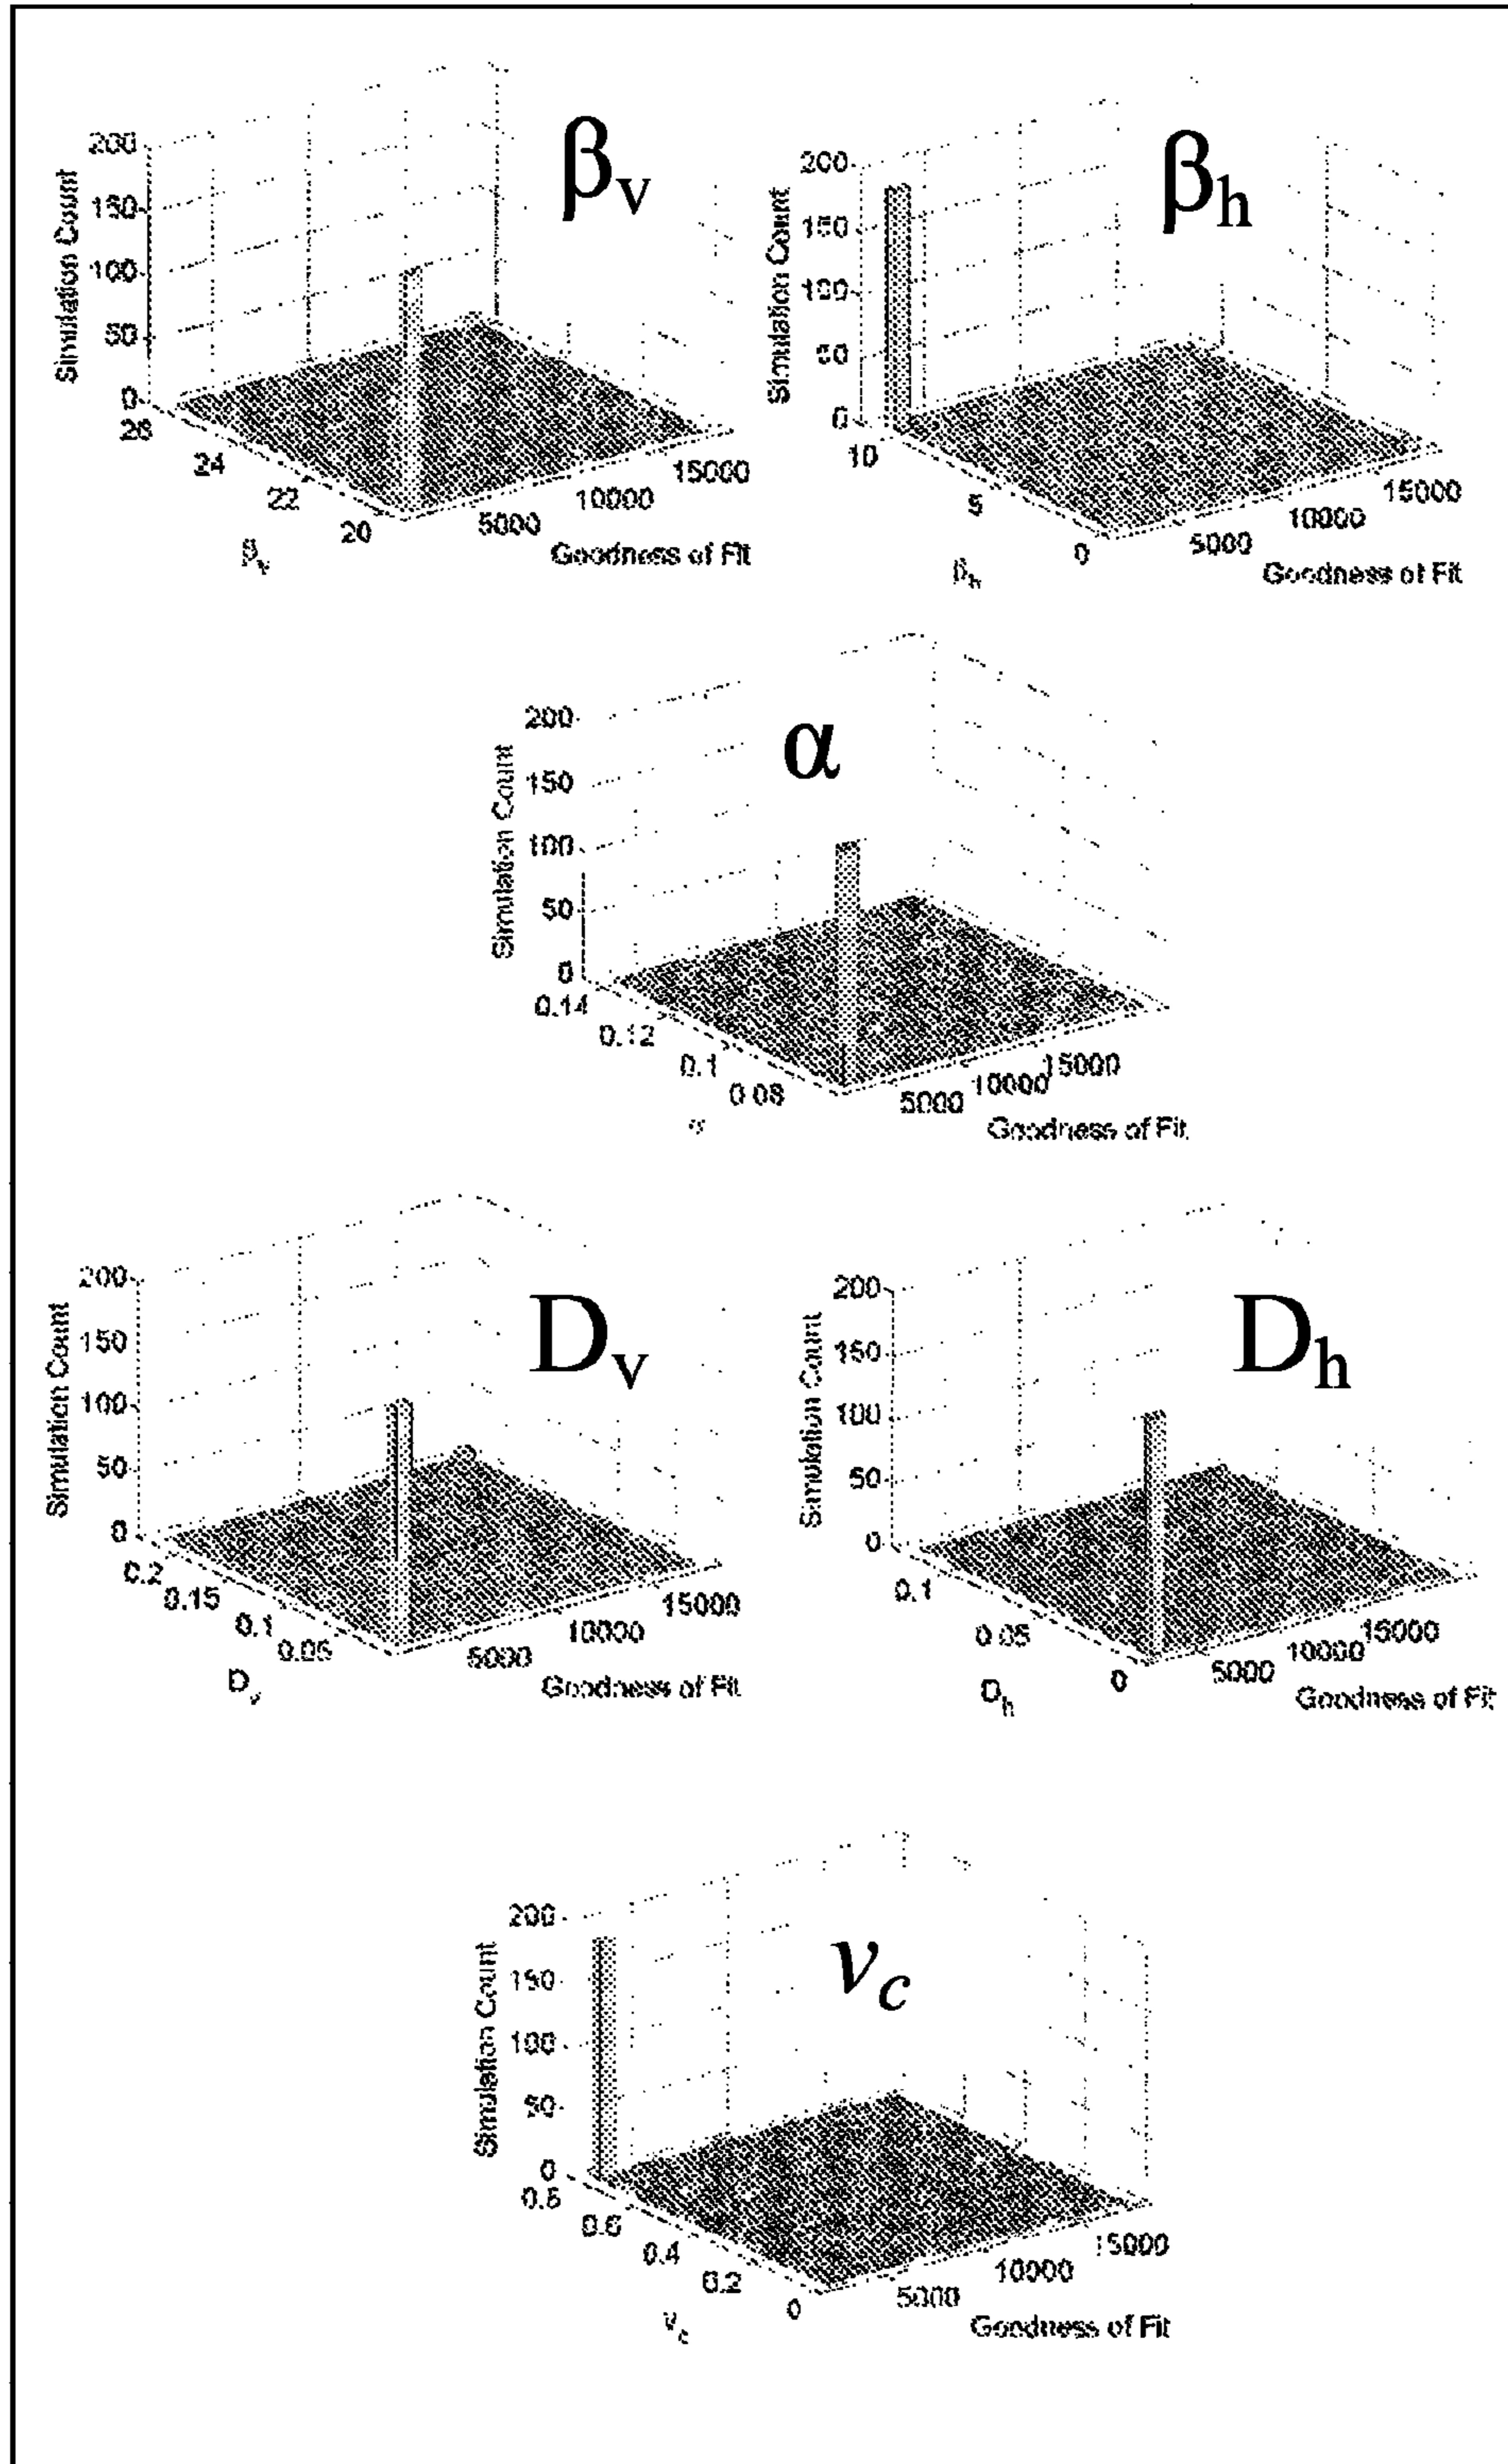 βv
200
150
100
50
0
Simulation Count
26
24
22
20
βv
5000
10000
15000
Goodness of Fit
βh
200
150
100
50
0
Simulation Count
10
5
0
βh
5000
10000
15000
Goodness of Fit
α
200
150
100
50
0
Simulation Count
0.14
0.12
0.1
0.08
α
5000
10000
15000
Goodness of Fit
Dv
200
150
100
50
0
Simulation Count
0.2
0.15
0.1
0.05
Dv
5000
10000
15000
Goodness of Fit
Dh
200
150
100
50
0
Simulation Count
0.1
0.05
0
Dh
5000
10000
15000
Goodness of Fit
vc
200
150
100
50
0
Simulation Count
0.8
0.6
0.4
0.2
0
vc
5000
10000
15000
Goodness of Fit